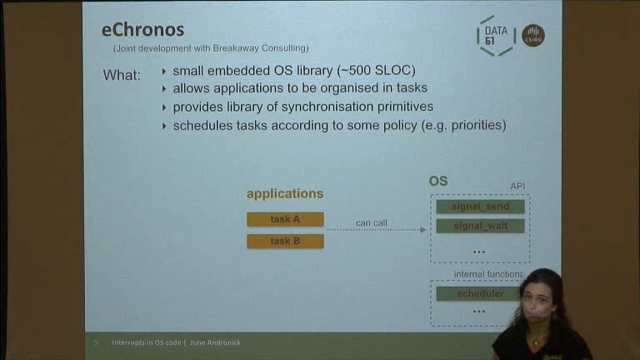 eChronos
(Joint development with Breakaway Consulting)
DATA
61
CSIRO
What:
small embedded OS library (~500 SLOC)
allows applications to be organised in tasks
provides library of synchronisation primitives
schedules tasks according to some policy (e.g. priorities)
applications
task A
task B
can call
OS
API
signal_send
signal_wait
...
internal functions
scheduler
...
5 Interrupts in OS code | June Andronick